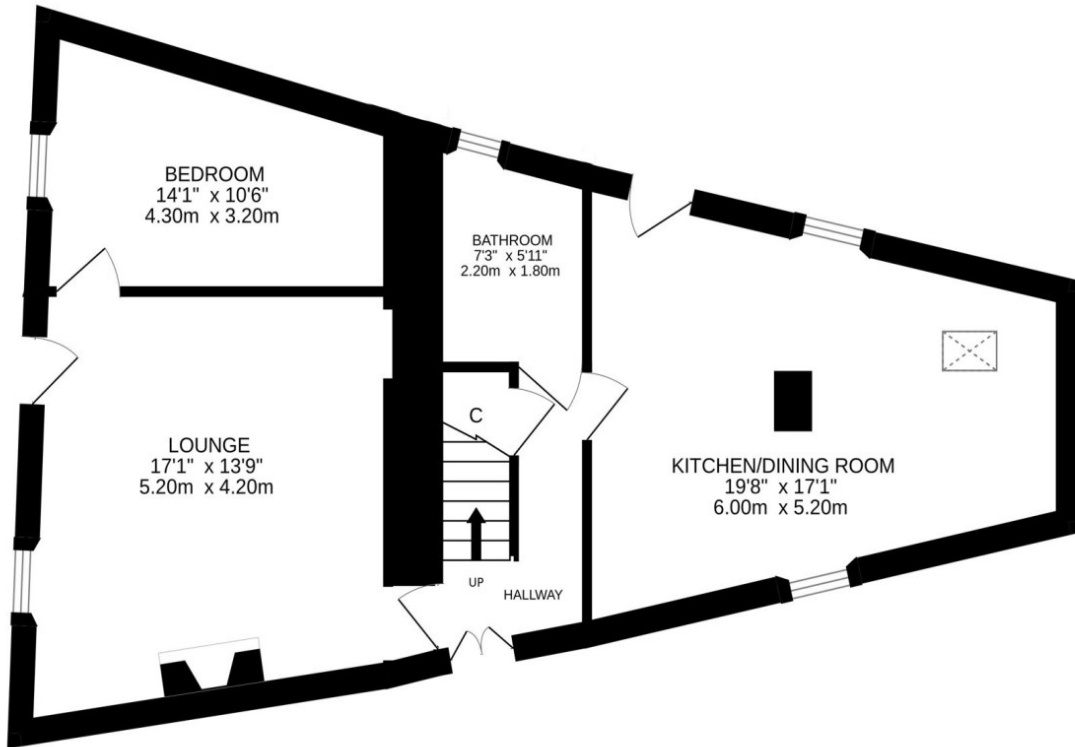 BEDROOM
14'1" x 10'6"
4.30m x 3.20m
BATHROOM
7'3" x 5'11"
2.20m x 1.80m
C
LOUNGE
17'1" x 13'9"
5.20m x 4.20m
KITCHEN/DINING ROOM
19'8" x 17'1"
6.00m x 5.20m
UP
HALLWAY